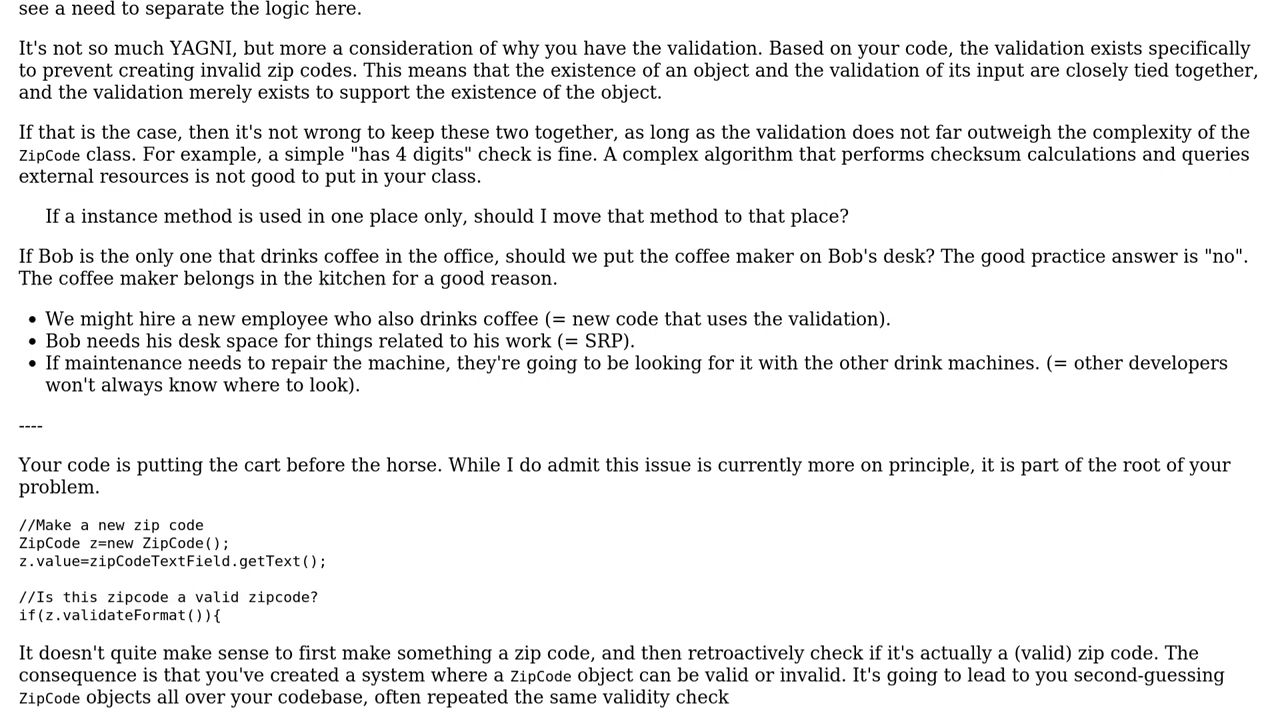 see a need to separate the logic here.
It's not so much YAGNI, but more a consideration of why you have the validation. Based on your code, the validation exists specifically
to prevent creating invalid zip codes. This means that the existence of an object and the validation of its input are closely tied together,
and the validation merely exists to support the existence of the object.
If that is the case, then it's not wrong to keep these two together, as long as the validation does not far outweigh the complexity of the
ZipCode class. For example, a simple "has 4 digits" check is fine. A complex algorithm that performs checksum calculations and queries
external resources is not good to put in your class.
If a instance method is used in one place only, should I move that method to that place?
If Bob is the only one that drinks coffee in the office, should we put the coffee maker on Bob's desk? The good practice answer is "no".
The coffee maker belongs in the kitchen for a good reason.
• We might hire a new employee who also drinks coffee (= new code that uses the validation).
• Bob needs his desk space for things related to his work (= SRP).
• If maintenance needs to repair the machine, they're going to be looking for it with the other drink machines. (= other developers
won't always know where to look).
----
Your code is putting the cart before the horse. While I do admit this issue is currently more on principle, it is part of the root of your
problem.
//Make a new zip code
ZipCode z=new ZipCode();
z.value=zipCodeTextField.getText();
//Is this zipcode a valid zipcode?
if(z.validateFormat()){
It doesn't quite make sense to first make something a zip code, and then retroactively check if it's actually a (valid) zip code. The
consequence is that you've created a system where a ZipCode object can be valid or invalid. It's going to lead to you second-guessing
ZipCode objects all over your codebase, often repeated the same validity check